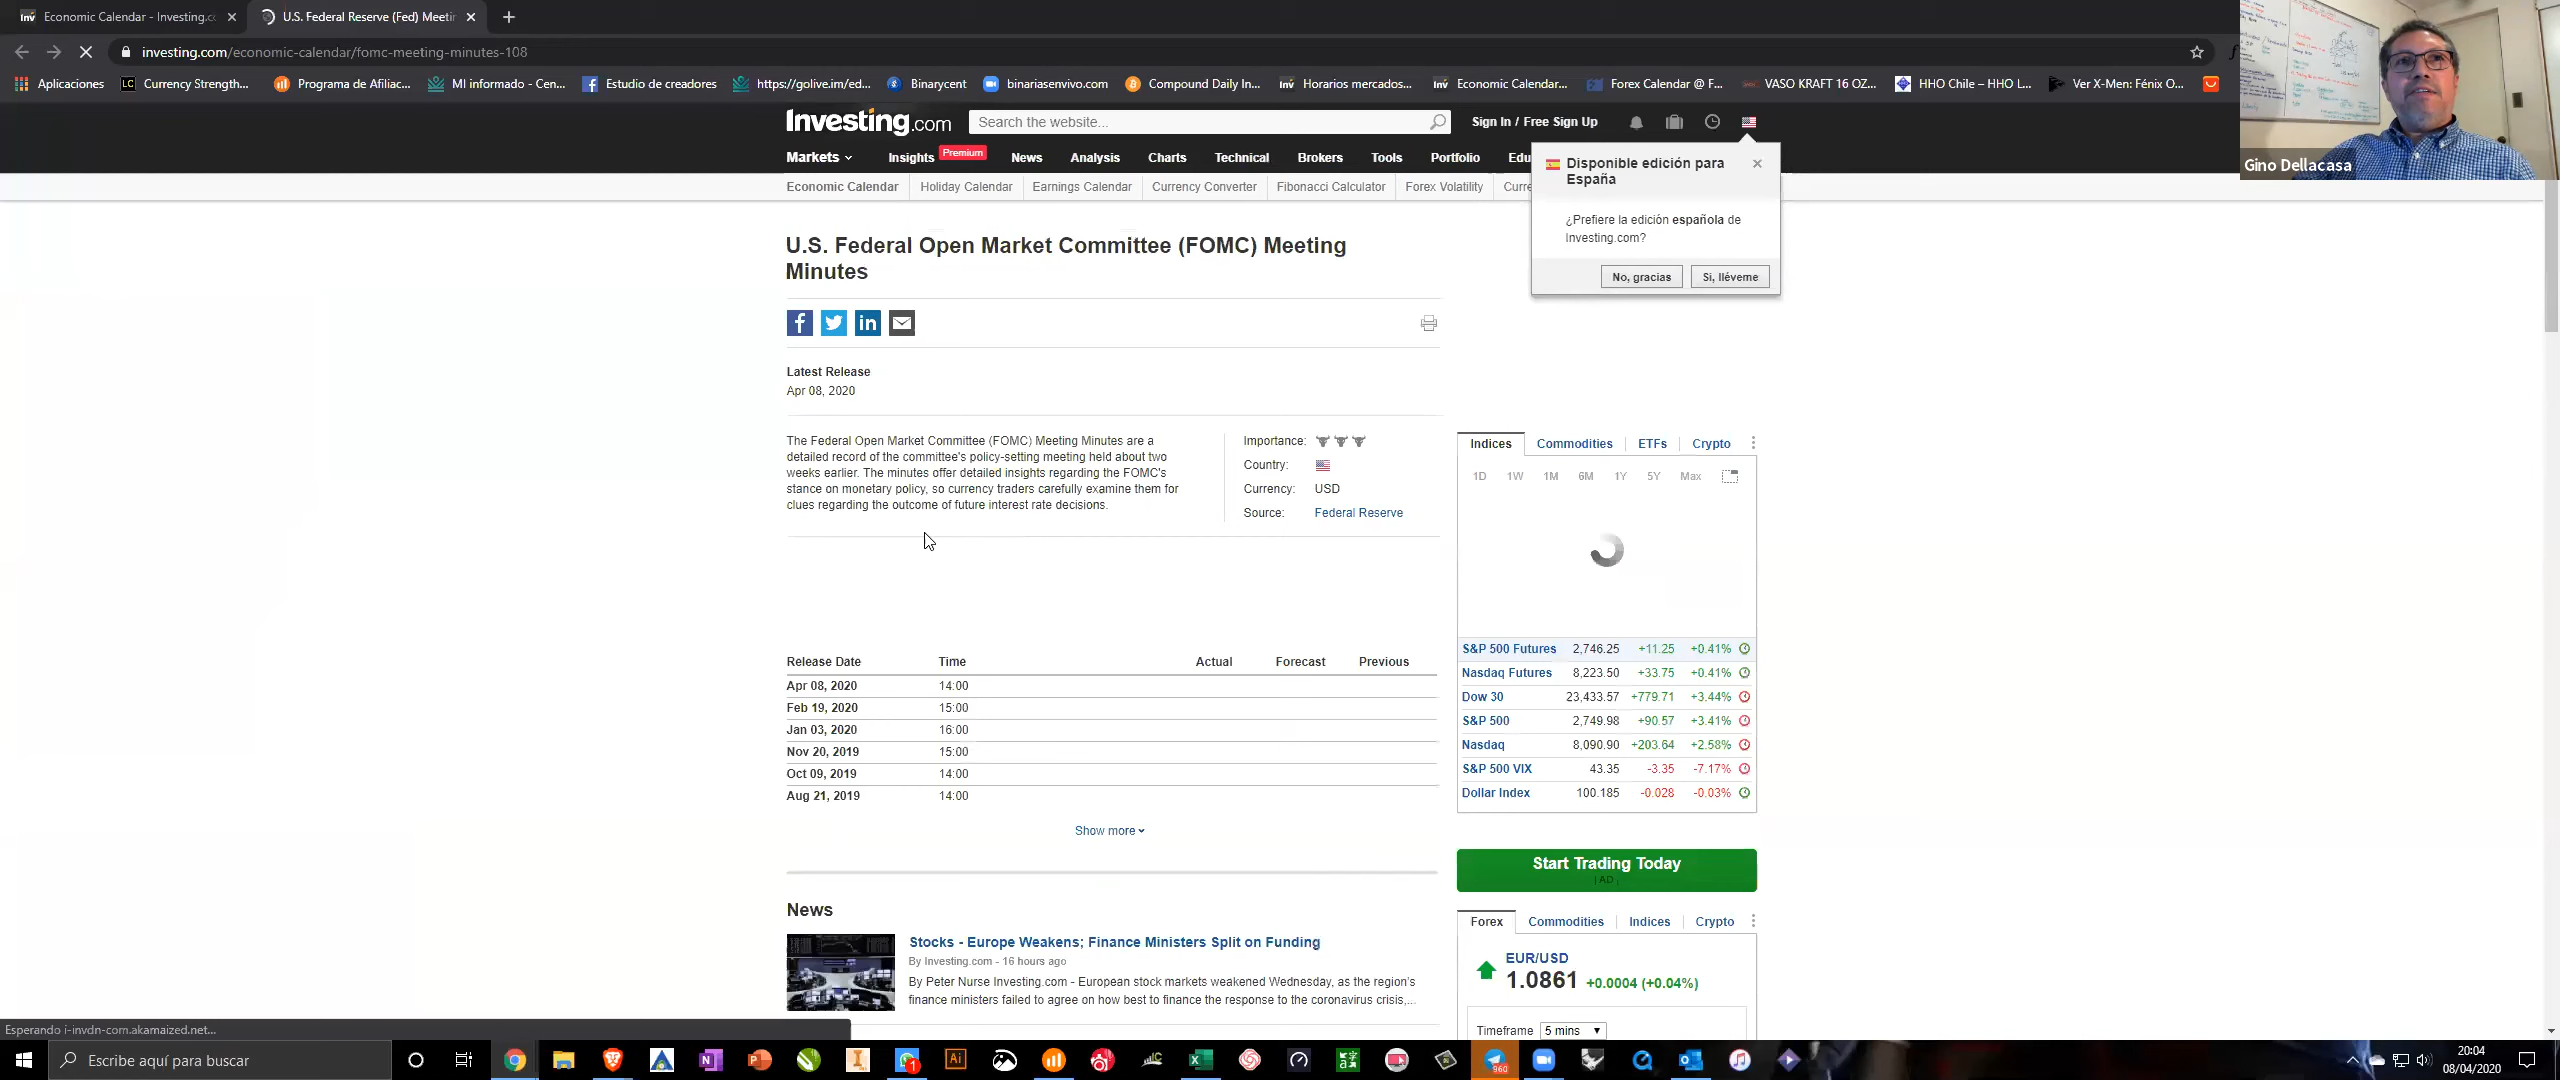 Economic Calendar - Investing.c
U.S. Federal Reserve (Fed) Meetin
investing.com/economic-calendar/fomc-meeting-minutes-108
Aplicaciones
Currency Strength...
Programa de Afiliac...
MI informado - Cen...
Estudio de creadores
https://golive.im/ed...
Binarycent
binariasenvivo.com
Compound Daily In...
Horarios mercados...
Economic Calendar...
Forex Calendar @ F...
VASO KRAFT 16 OZ...
HHO Chile – HHO L...
Ver X-Men: Fénix O...
Gino Dellacasa
Investing.com
Search the website...
Sign In / Free Sign Up
Markets
Insights
Premium
News
Analysis
Charts
Technical
Brokers
Tools
Portfolio
Edu
Economic Calendar
Holiday Calendar
Earnings Calendar
Currency Converter
Fibonacci Calculator
Forex Volatility
Curre
Disponible edición para
España
¿Prefiere la edición española de
Investing.com?
No, gracias
Si, lléveme
U.S. Federal Open Market Committee (FOMC) Meeting
Minutes
Latest Release
Apr 08, 2020
The Federal Open Market Committee (FOMC) Meeting Minutes are a
detailed record of the committee's policy-setting meeting held about two
weeks earlier. The minutes offer detailed insights regarding the FOMC's
stance on monetary policy, so currency traders carefully examine them for
clues regarding the outcome of future interest rate decisions.
Importance:
Country:
Currency: USD
Source: Federal Reserve
Release Date Time Actual Forecast Previous
Apr 08, 2020 14:00
Feb 19, 2020 15:00
Jan 03, 2020 16:00
Nov 20, 2019 15:00
Oct 09, 2019 14:00
Aug 21, 2019 14:00
Show more
News
Stocks - Europe Weakens; Finance Ministers Split on Funding
By Investing.com - 16 hours ago
By Peter Nurse Investing.com - European stock markets weakened Wednesday, as the region's
finance ministers failed to agree on how best to finance the response to the coronavirus crisis,...
Indices Commodities ETFs Crypto
1D 1W 1M 6M 1Y 5Y Max
S&P 500 Futures 2,746.25 +11.25 +0.41%
Nasdaq Futures 8,223.50 +33.75 +0.41%
Dow 30 23,433.57 +779.71 +3.44%
S&P 500 2,749.98 +90.57 +3.41%
Nasdaq 8,090.90 +203.64 +2.58%
S&P 500 VIX 43.35 -3.35 -7.17%
Dollar Index 100.185 -0.028 -0.03%
Start Trading Today
AD
Forex Commodities Indices Crypto
EUR/USD
1.0861 +0.0004 (+0.04%)
Timeframe 5 mins
Esperando i-invdn-com.akamaized.net...
Escribe aquí para buscar
20:04
08/04/2020